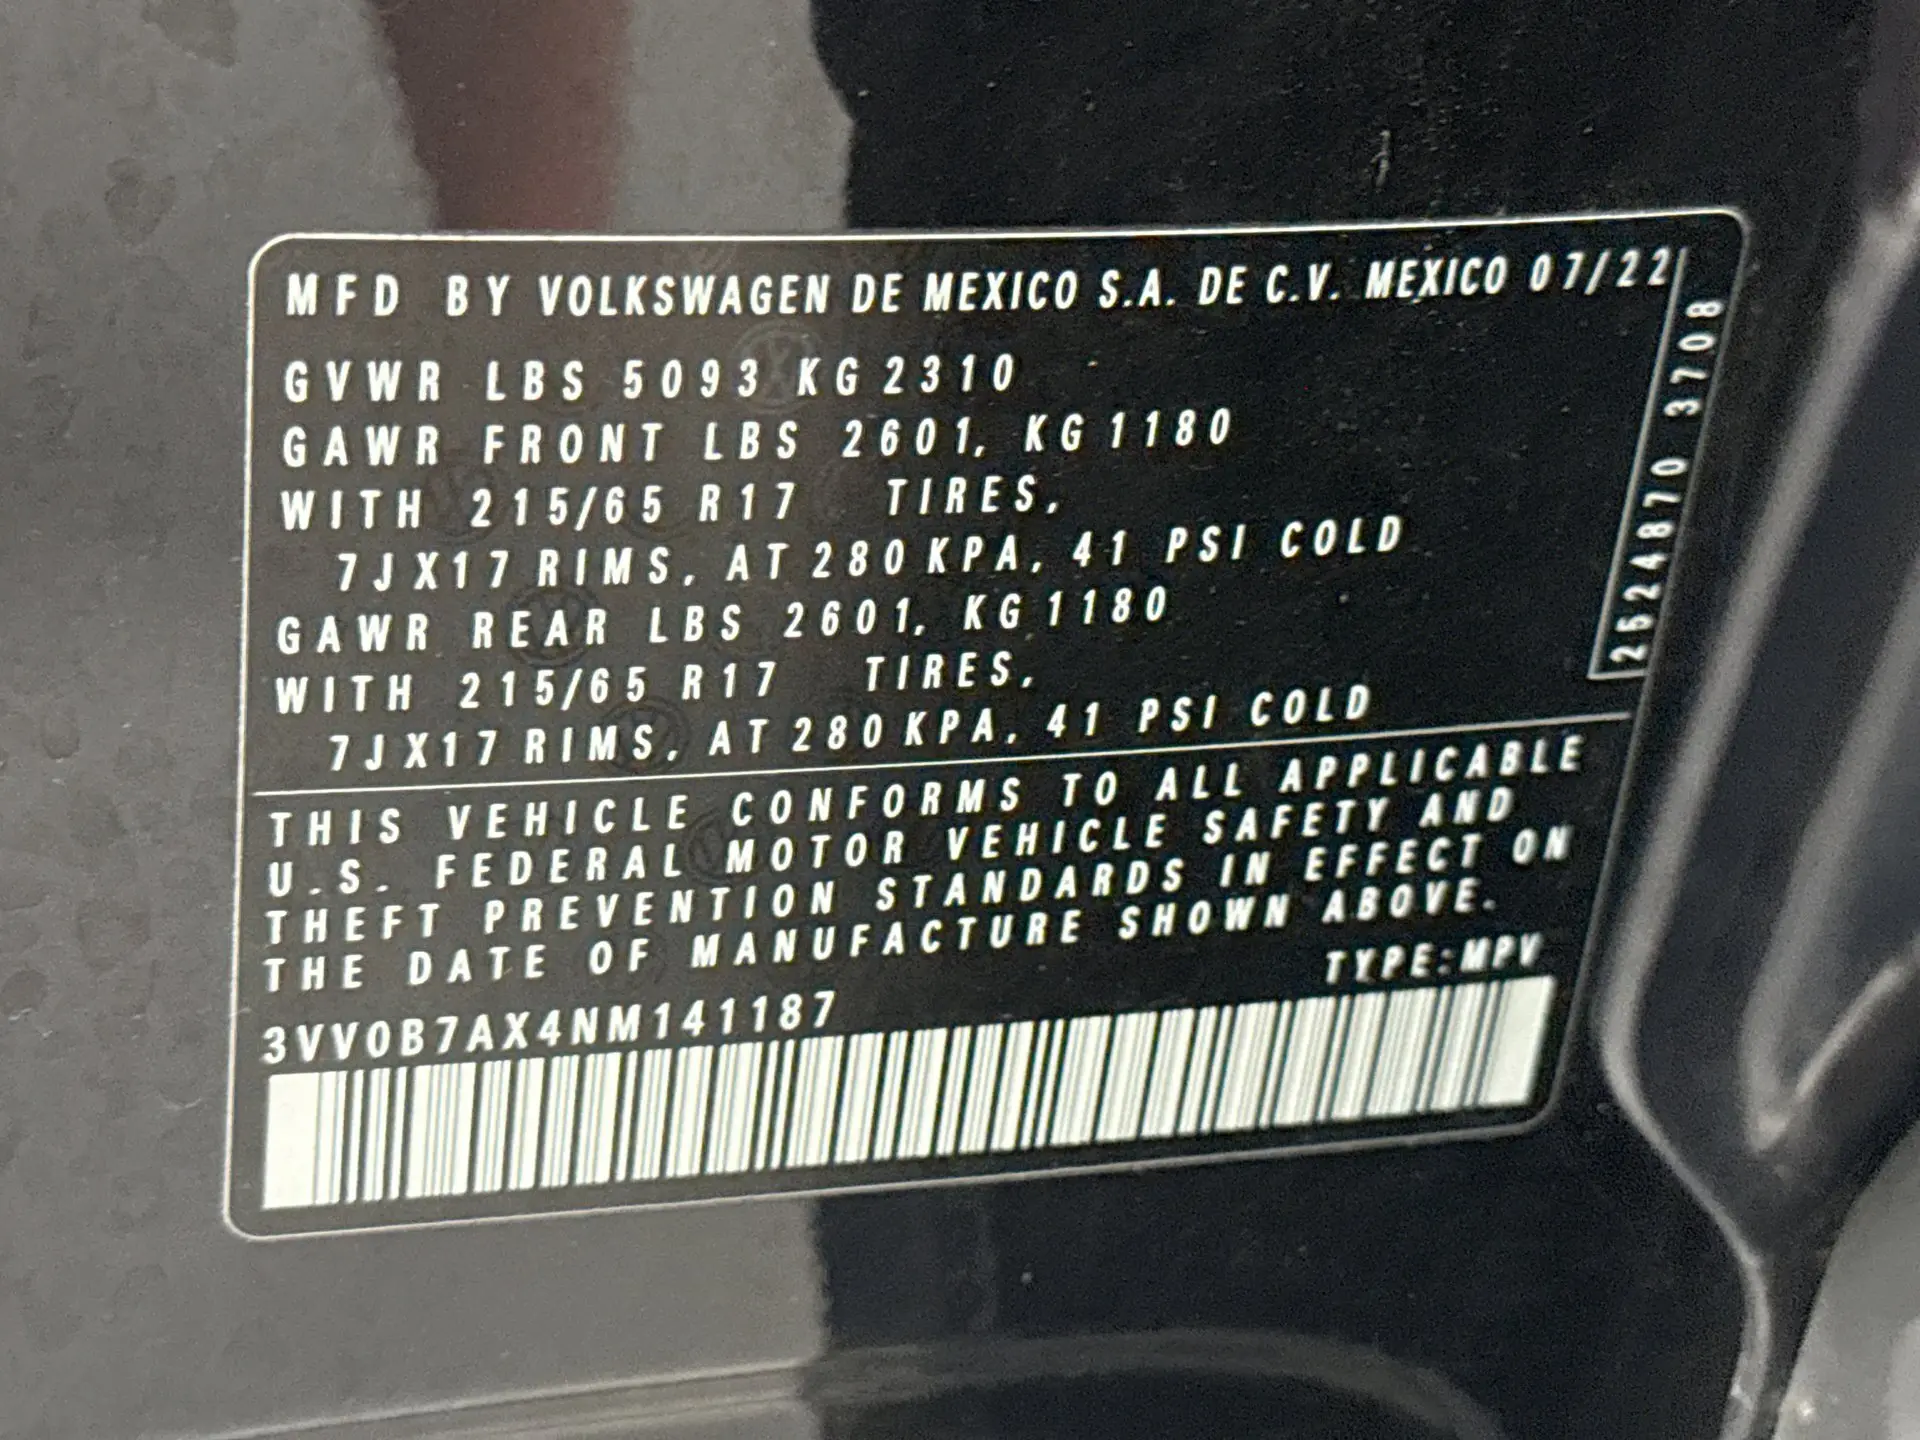 MFD BY VOLKSWAGEN DE MEXICO S.A. DE C.V. MEXICO 07/22
GVWR LBS 5093 KG 2310
GAWR FRONT LBS 2601, KG 1180
WITH 215/65 R17 TIRES,
7JX17 RIMS, AT 280 KPA, 41 PSI COLD
GAWR REAR LBS 2601, KG 1180
WITH 215/65 R17 TIRES,
7JX17 RIMS, AT 280 KPA, 41 PSI COLD
2524870 3708
THIS VEHICLE CONFORMS TO ALL APPLICABLE
U.S. FEDERAL MOTOR VEHICLE SAFETY AND
THEFT PREVENTION STANDARDS IN EFFECT ON
THE DATE OF MANUFACTURE SHOWN ABOVE.
TYPE:MPV
3VV0B7AX4NM141187